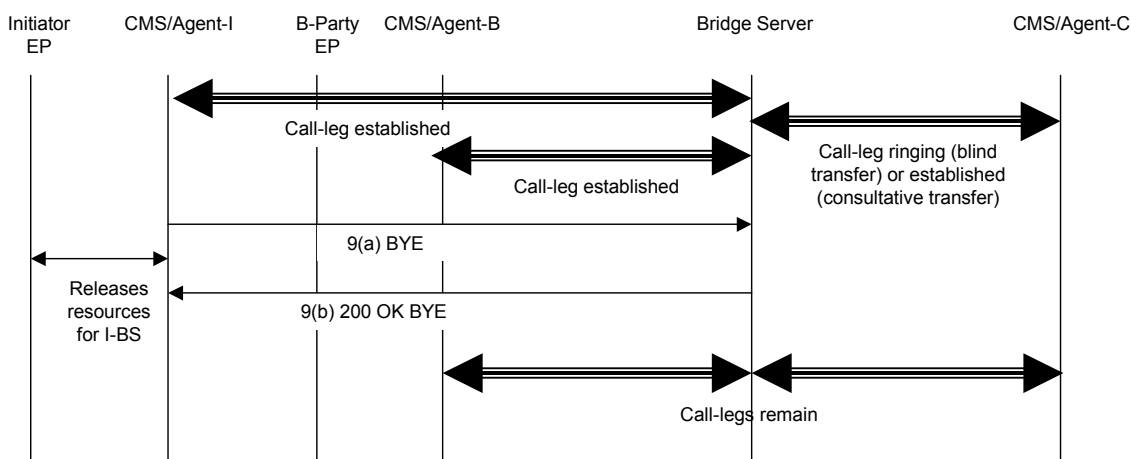 Initiator
EP
CMS/Agent-I
B-Party
EP
CMS/Agent-B
Bridge Server
CMS/Agent-C
Call-leg established
Call-leg ringing (blind
transfer) or established
(consultative transfer)
Call-leg established
9(a) BYE
Releases
resources
for I-BS
9(b) 200 OK BYE
Call-legs remain